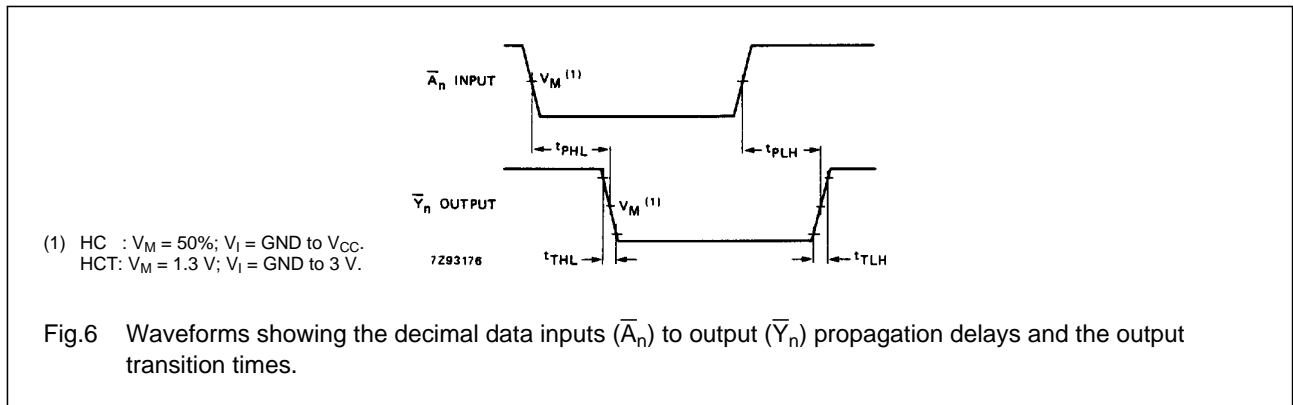 A̅n INPUT
VM (1)
tPHL
tPLH
Y̅n OUTPUT
VM (1)
(1) HC : VM = 50%; VI = GND to VCC.
HCT: VM = 1.3 V; VI = GND to 3 V.
7Z93176
tTHL
tTLH
Fig.6 Waveforms showing the decimal data inputs (A̅n) to output (Y̅n) propagation delays and the output
transition times.